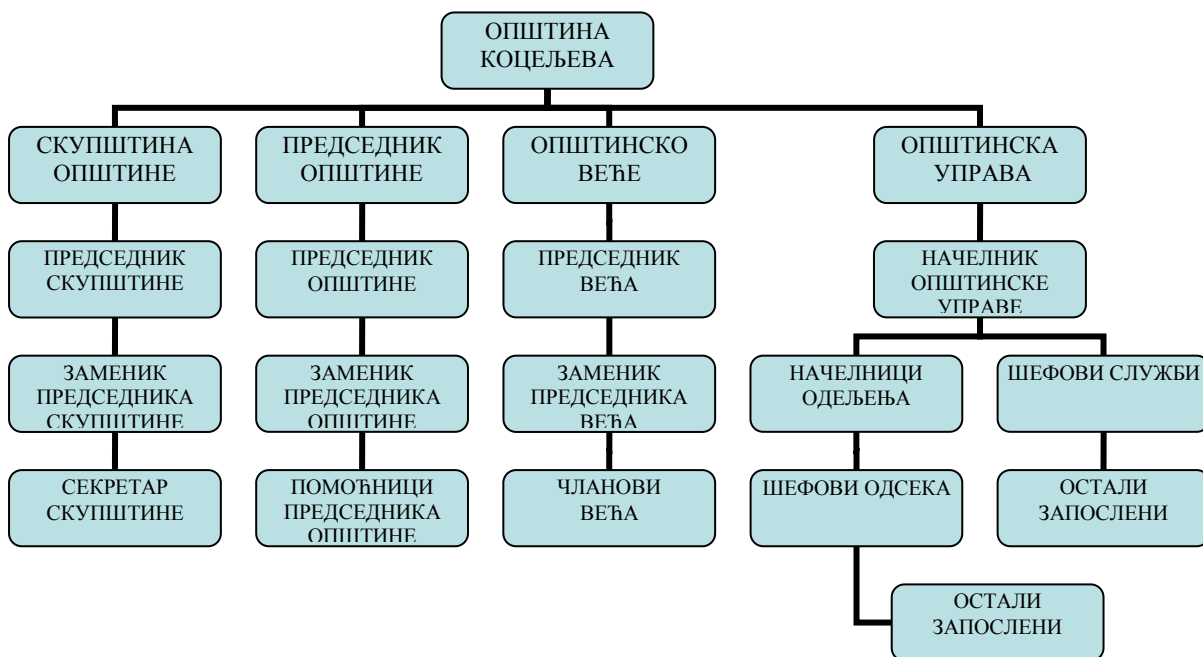 ОПШТИНА
КОЦЕЉЕВА
СКУПШТИНА
ОПШТИНЕ
ПРЕДСЕДНИК
ОПШТИНЕ
ОПШТИНСКО
ВЕЋЕ
ОПШТИНСКА
УПРАВА
ПРЕДСЕДНИК
СКУПШТИНЕ
ПРЕДСЕДНИК
ОПШТИНЕ
ПРЕДСЕДНИК
ВЕЋА
НАЧЕЛНИК
ОПШТИНСКЕ
УПРАВЕ
ЗАМЕНИК
ПРЕДСЕДНИКА
СКУПШТИНЕ
ЗАМЕНИК
ПРЕДСЕДНИКА
ОПШТИНЕ
ЗАМЕНИК
ПРЕДСЕДНИКА
ВЕЋА
НАЧЕЛНИЦИ
ОДЕЉЕЊА
ШЕФОВИ СЛУЖБИ
СЕКРЕТАР
СКУПШТИНЕ
ПОМОЋНИЦИ
ПРЕДСЕДНИКА
ОПШТИНЕ
ЧЛАНОВИ
ВЕЋА
ШЕФОВИ ОДСЕКА
ОСТАЛИ
ЗАПОСЛЕНИ
ОСТАЛИ
ЗАПОСЛЕНИ